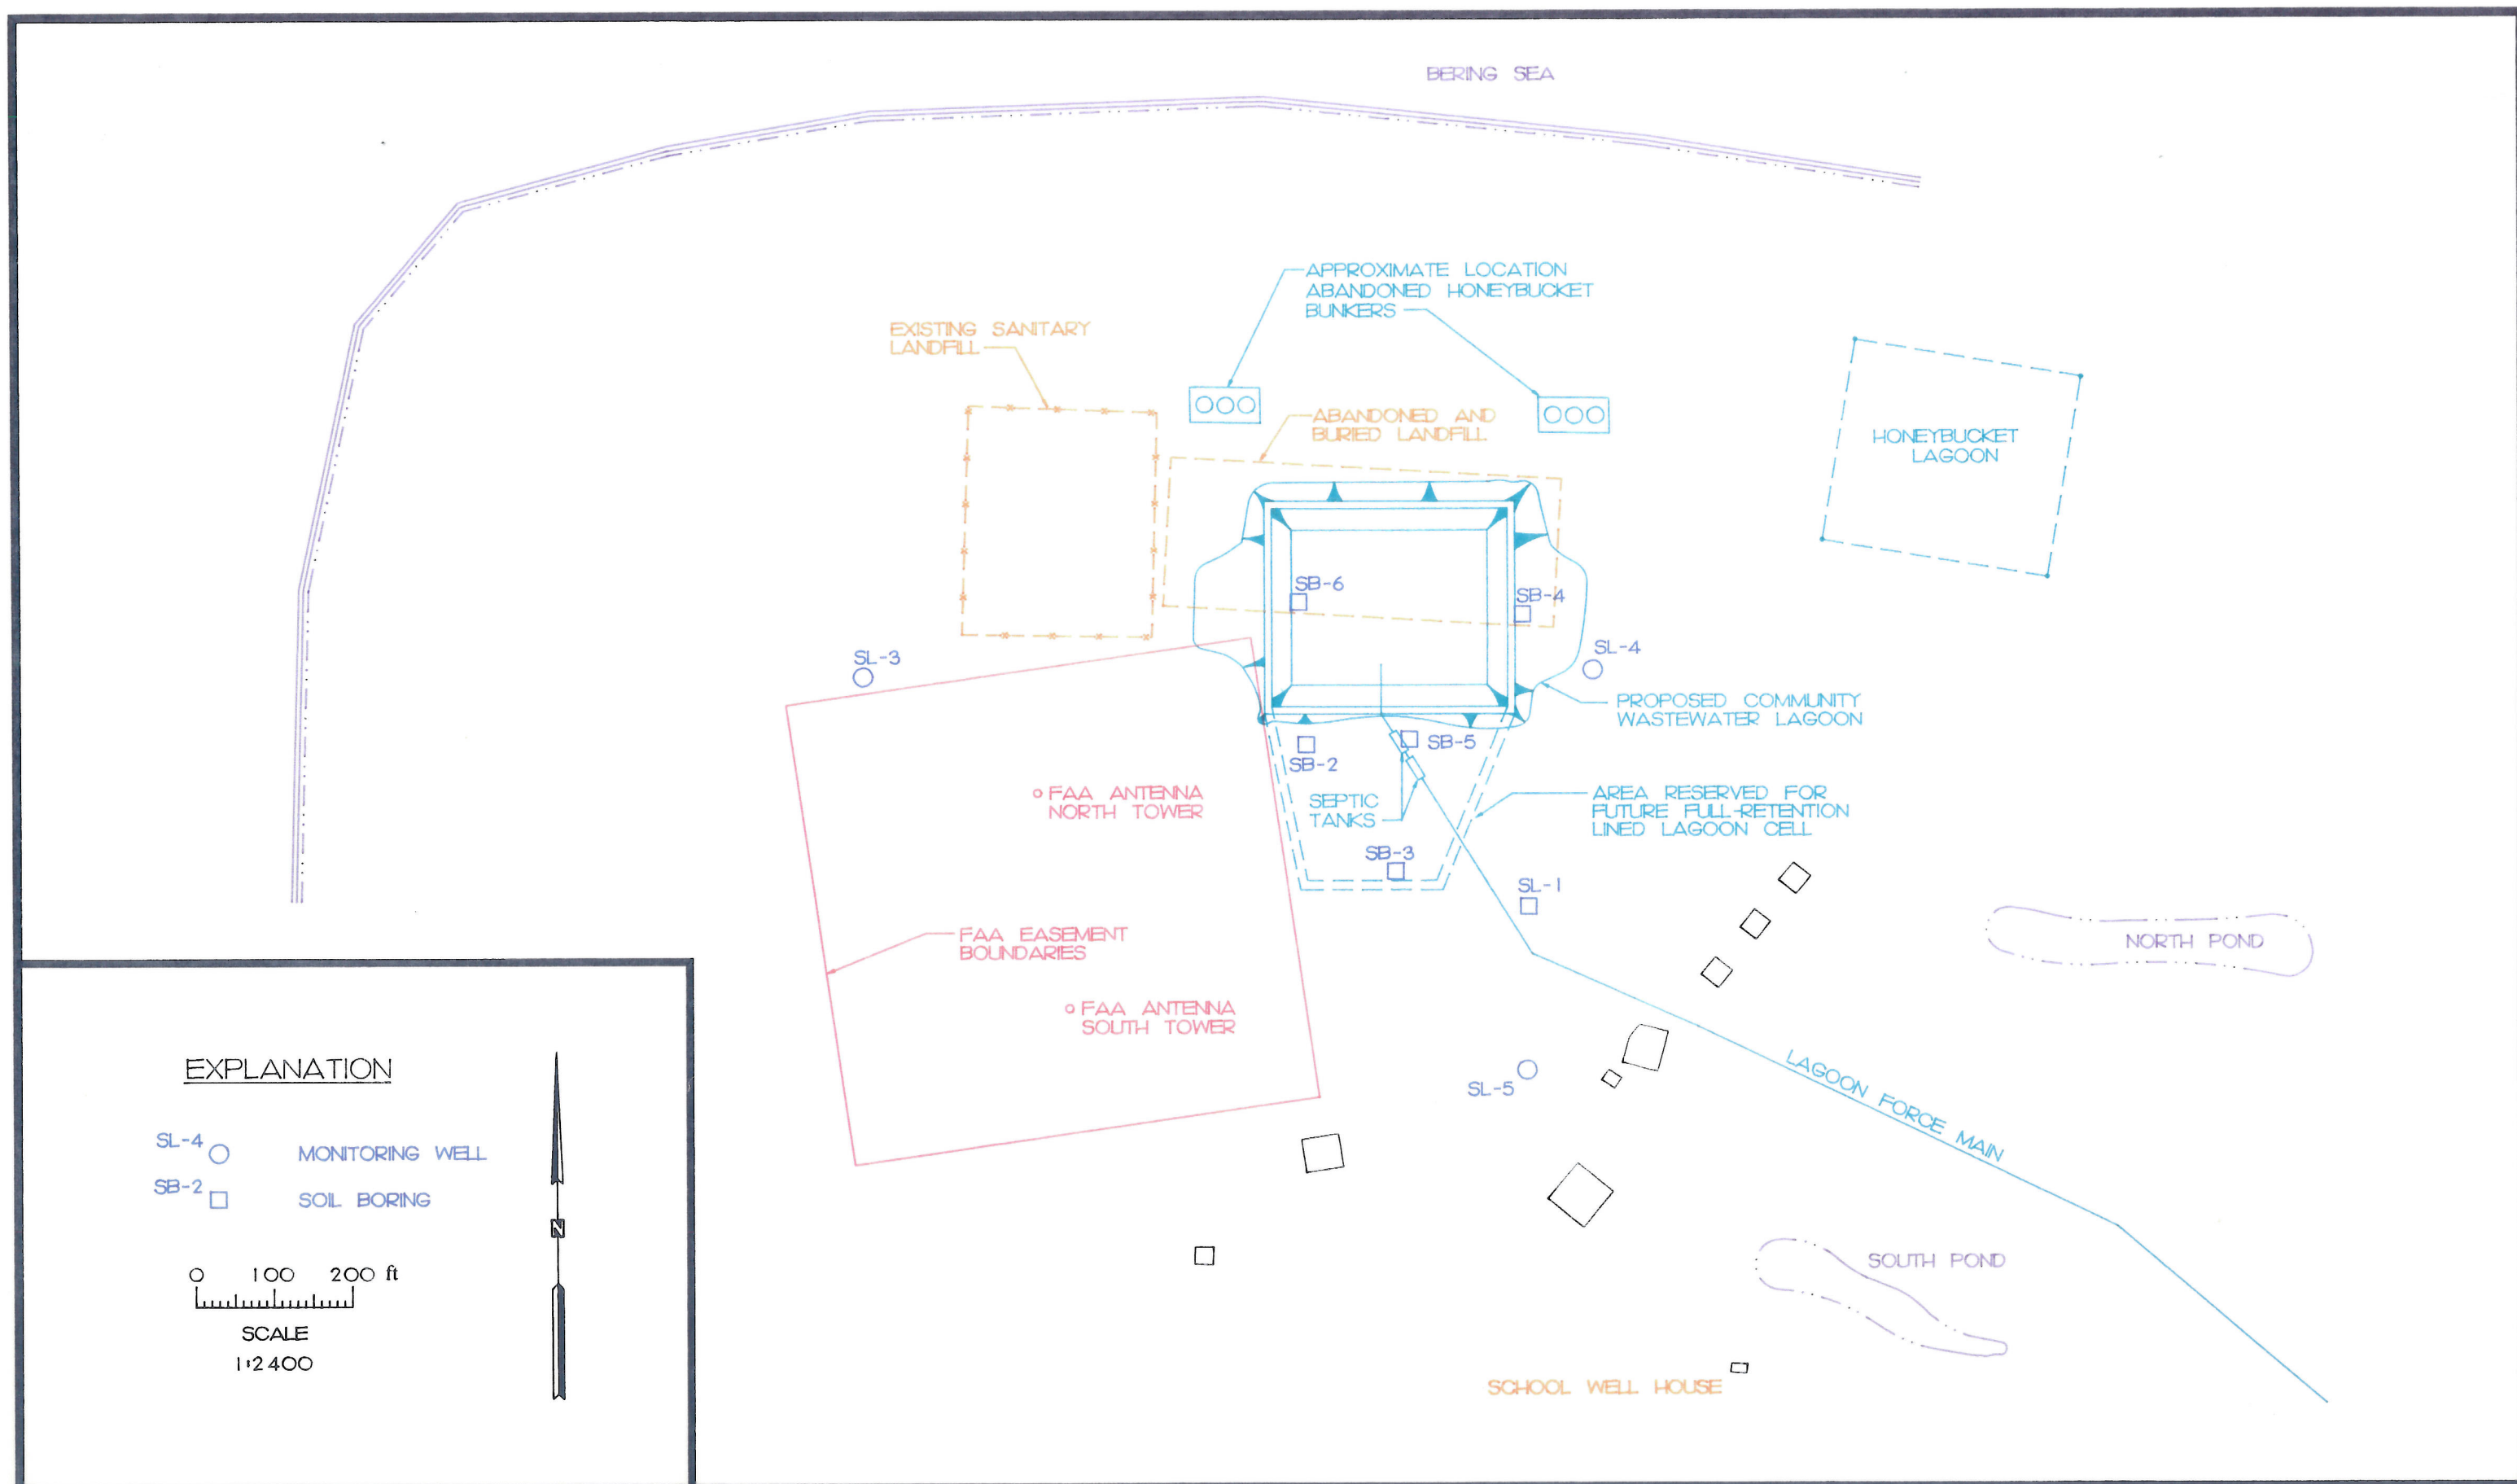 BERING SEA
APPROXIMATE LOCATION
ABANDONED HONEYBUCKET
BUNKERS
EXISTING SANITARY
LANDFILL
ABANDONED AND
BURIED LANDFILL
HONEYBUCKET
LAGOON
SB-6
SB-4
SL-3
SL-4
PROPOSED COMMUNITY
WASTEWATER LAGOON
SB-5
SB-2
FAA ANTENNA
NORTH TOWER
SEPTIC
TANKS
AREA RESERVED FOR
FUTURE FULL-RETENTION
LINED LAGOON CELL
SB-3
SL-1
FAA EASEMENT
BOUNDARIES
NORTH POND
FAA ANTENNA
SOUTH TOWER
SL-5
LAGOON FORCE MAIN
SOUTH POND
SCHOOL WELL HOUSE
EXPLANATION
SL-4 MONITORING WELL
SB-2 SOIL BORING
N
0 100 200 ft
SCALE
1:2400